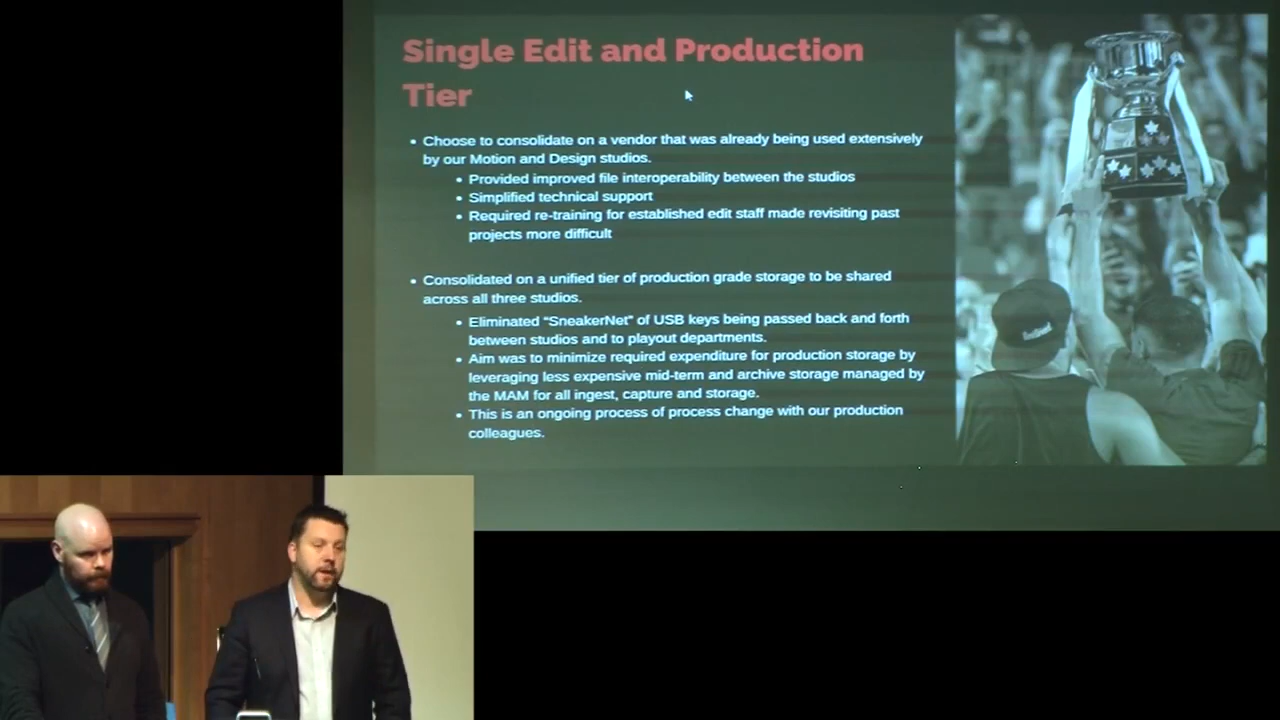 Single Edit and Production
Tier
• Choose to consolidate on a vendor that was already being used extensively
by our Motion and Design studios.
• Provided improved file interoperability between the studios
• Simplified technical support
• Required re-training for established edit staff made revisiting past
projects more difficult
• Consolidated on a unified tier of production grade storage to be shared
across all three studios.
• Eliminated “SneakerNet” of USB keys being passed back and forth
between studios and to playout departments.
• Aim was to minimize required expenditure for production storage by
leveraging less expensive mid-term and archive storage managed by
the MAM for all ingest, capture and storage.
• This is an ongoing process of process change with our production
colleagues.